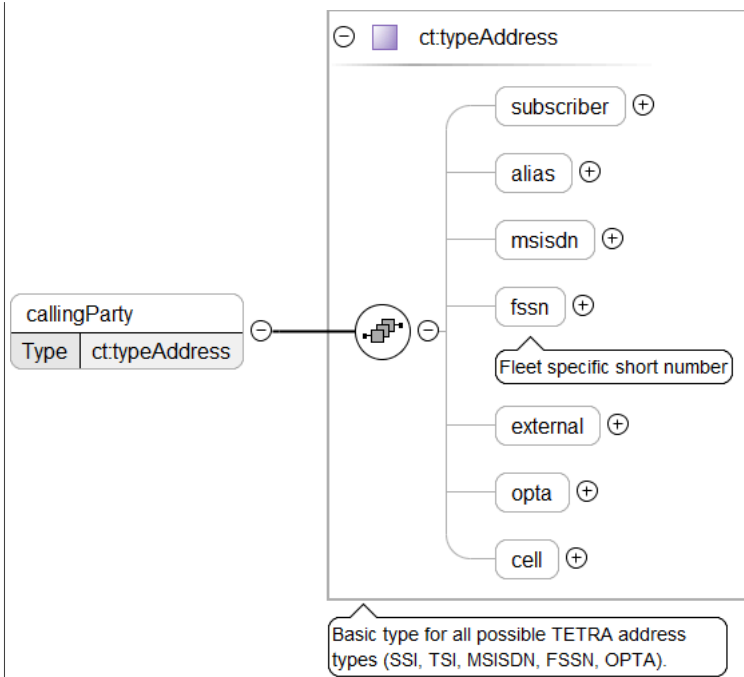 ct:typeAddress
subscriber
alias
msisdn
callingParty
Type ct:typeAddress
fssn
Fleet specific short number
external
opta
cell
Basic type for all possible TETRA address
types (SSI, TSI, MSISDN, FSSN, OPTA).